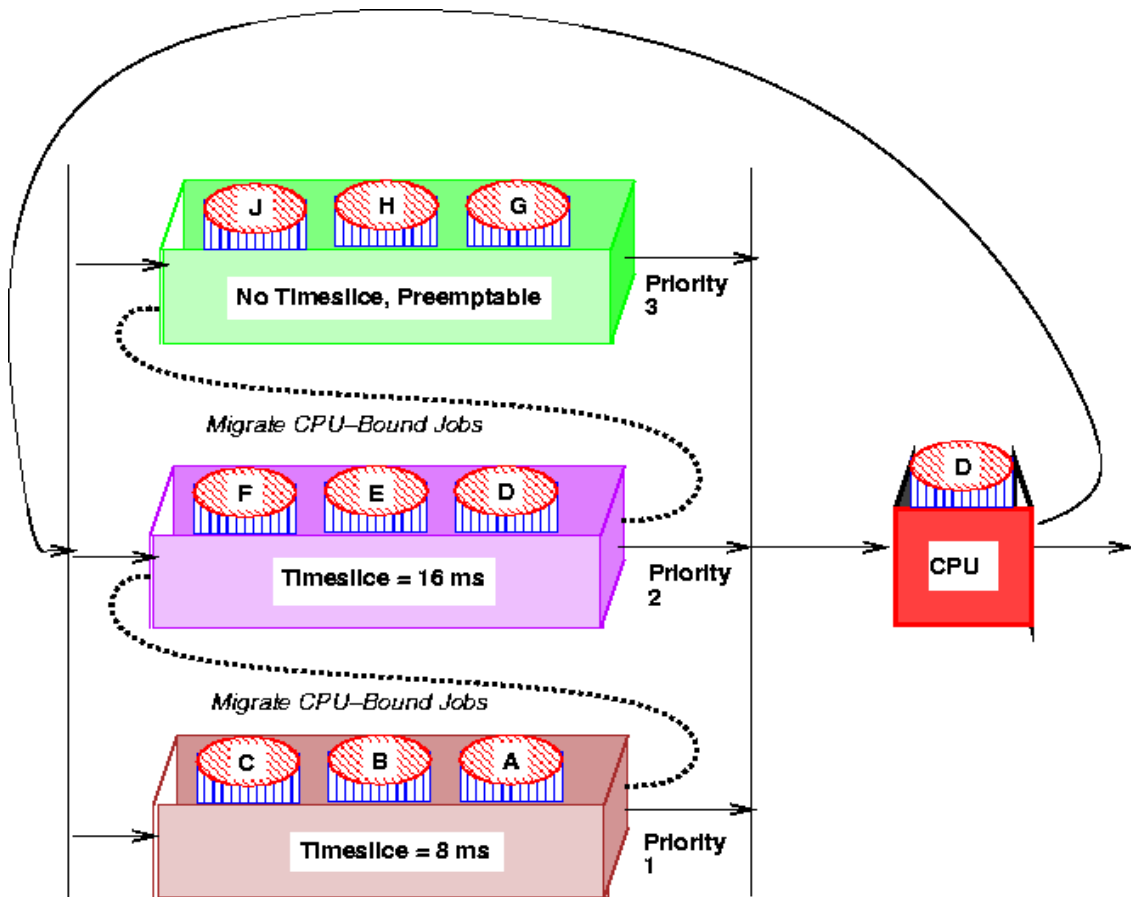 J H G
No Timeslice, Preemptable
Priority
3
Migrate CPU–Bound Jobs
F E D
D
Timeslice = 16 ms
CPU
Priority
2
Migrate CPU–Bound Jobs
C B A
Timeslice = 8 ms
Priority
1